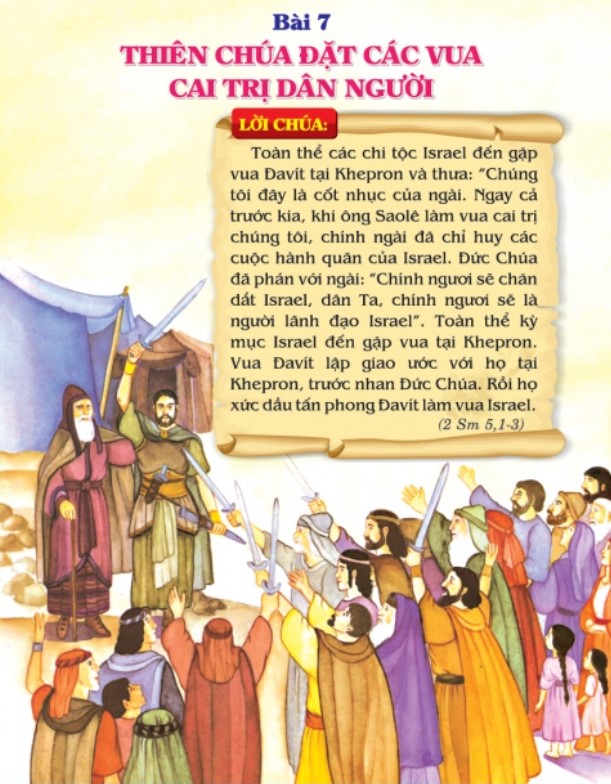 Bài 7
THIÊN CHÚA ĐẶT CÁC VUA
CAI TRỊ DÂN NGƯỜI
LỜI CHÚA:
Toàn thể các chi tộc Israel đến gặp
vua Đavít tại Khepron và thưa: “Chúng
tôi đây là cốt nhục của ngài. Ngay cả
trước kia, khi ông Saolê làm vua cai trị
chúng tôi, chính ngài đã chỉ huy các
cuộc hành quân của Israel. Đức Chúa
đã phán với ngài: “Chính ngươi sẽ chăn
dắt Israel, dân Ta, chính ngươi sẽ là
người lãnh đạo Israel”. Toàn thể kỳ
mục Israel đến gặp vua tại Khepron.
Vua Đavít lập giao ước với họ tại
Khepron, trước nhan Đức Chúa. Rồi họ
xức dầu tấn phong Đavít làm vua Israel.
(2 Sm 5,1-3)